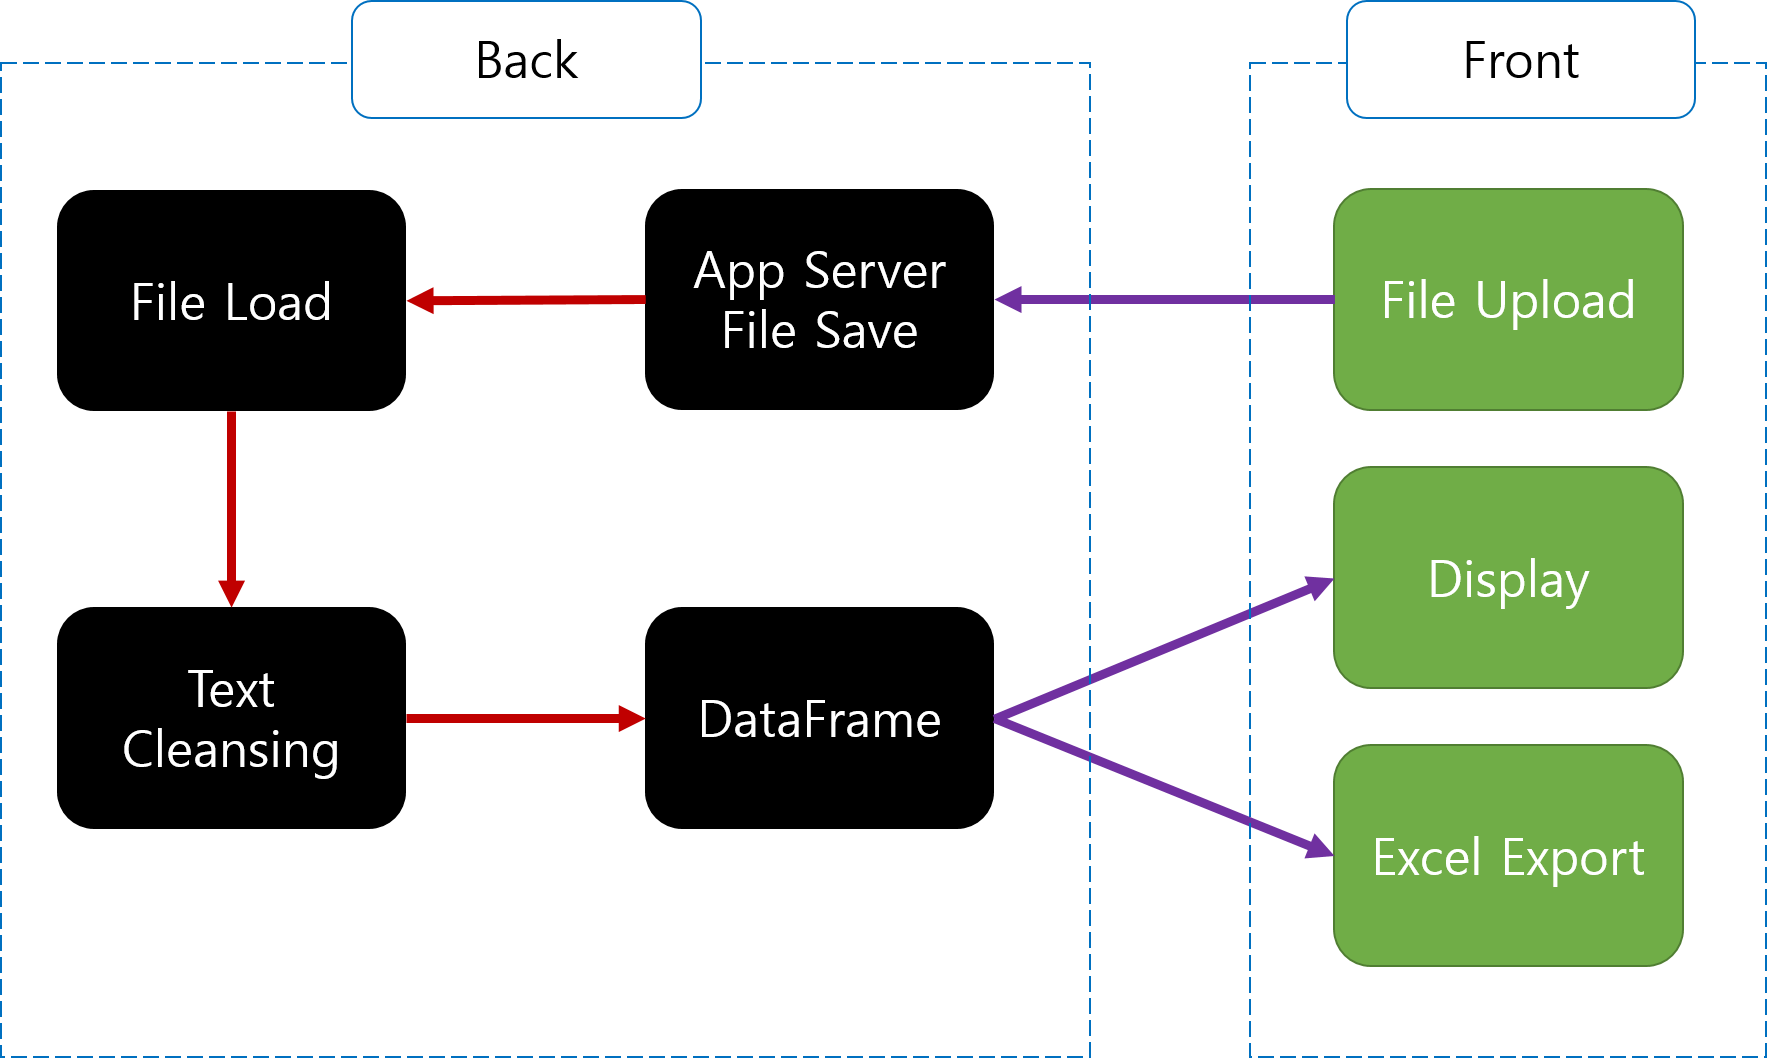 Back
Front
File Load
App Server
File Save
File Upload
Display
Text
Cleansing
DataFrame
Excel Export